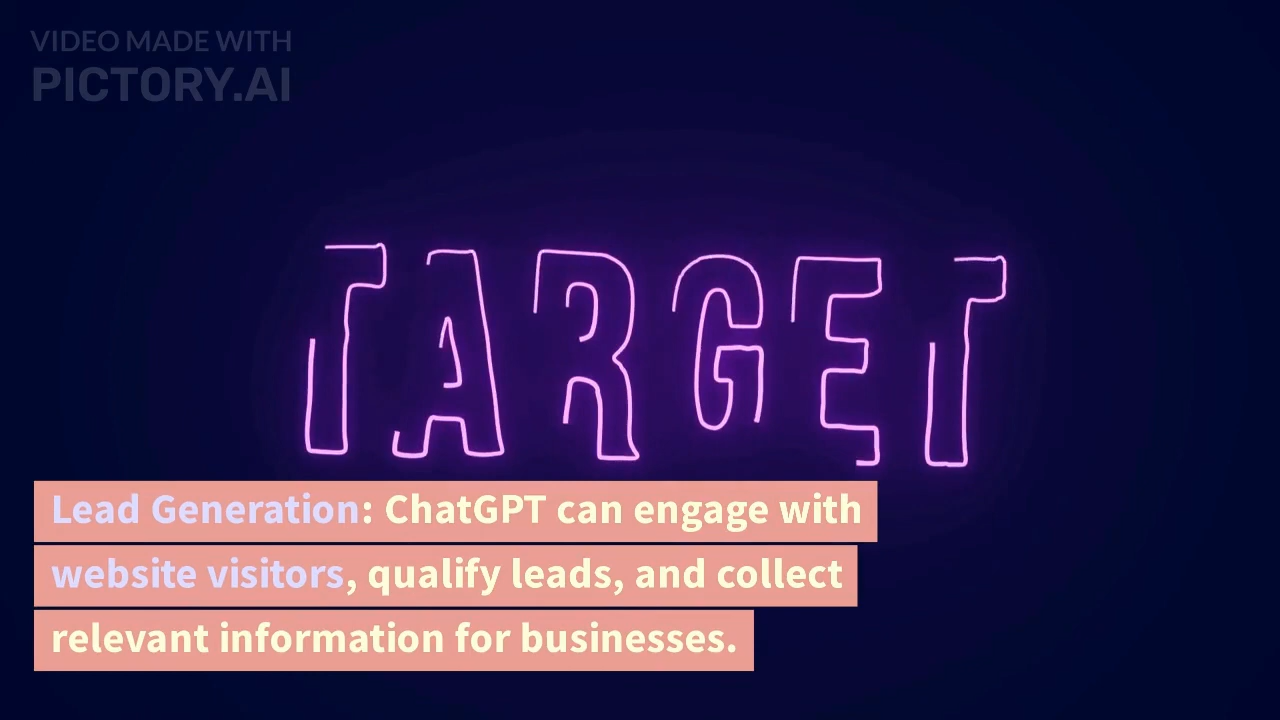 VIDEO MADE WITH
PICTORY.AI
TARGET
Lead Generation: ChatGPT can engage with
website visitors, qualify leads, and collect
relevant information for businesses.